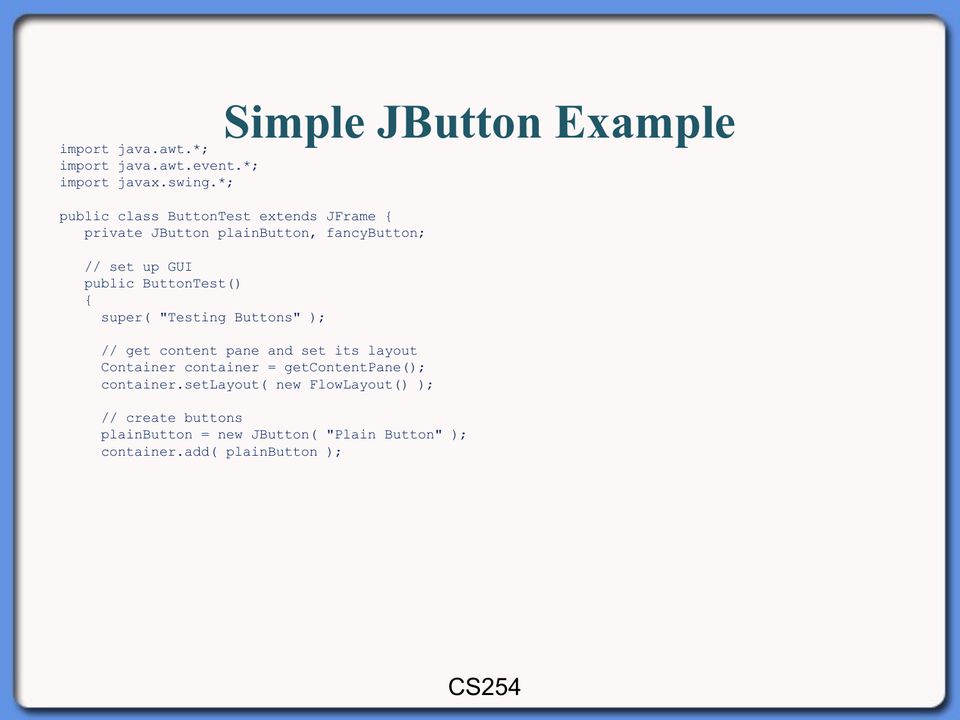 Simple JButton Example
import java.awt.*;
import java.awt.event.*;
import javax.swing.*;

public class ButtonTest extends JFrame {
   private JButton plainButton, fancyButton;

   // set up GUI
   public ButtonTest()
   {
     super( "Testing Buttons" );

     // get content pane and set its layout
     Container container = getContentPane();
     container.setLayout( new FlowLayout() );

     // create buttons
     plainButton = new JButton( "Plain Button" );
     container.add( plainButton );

CS254